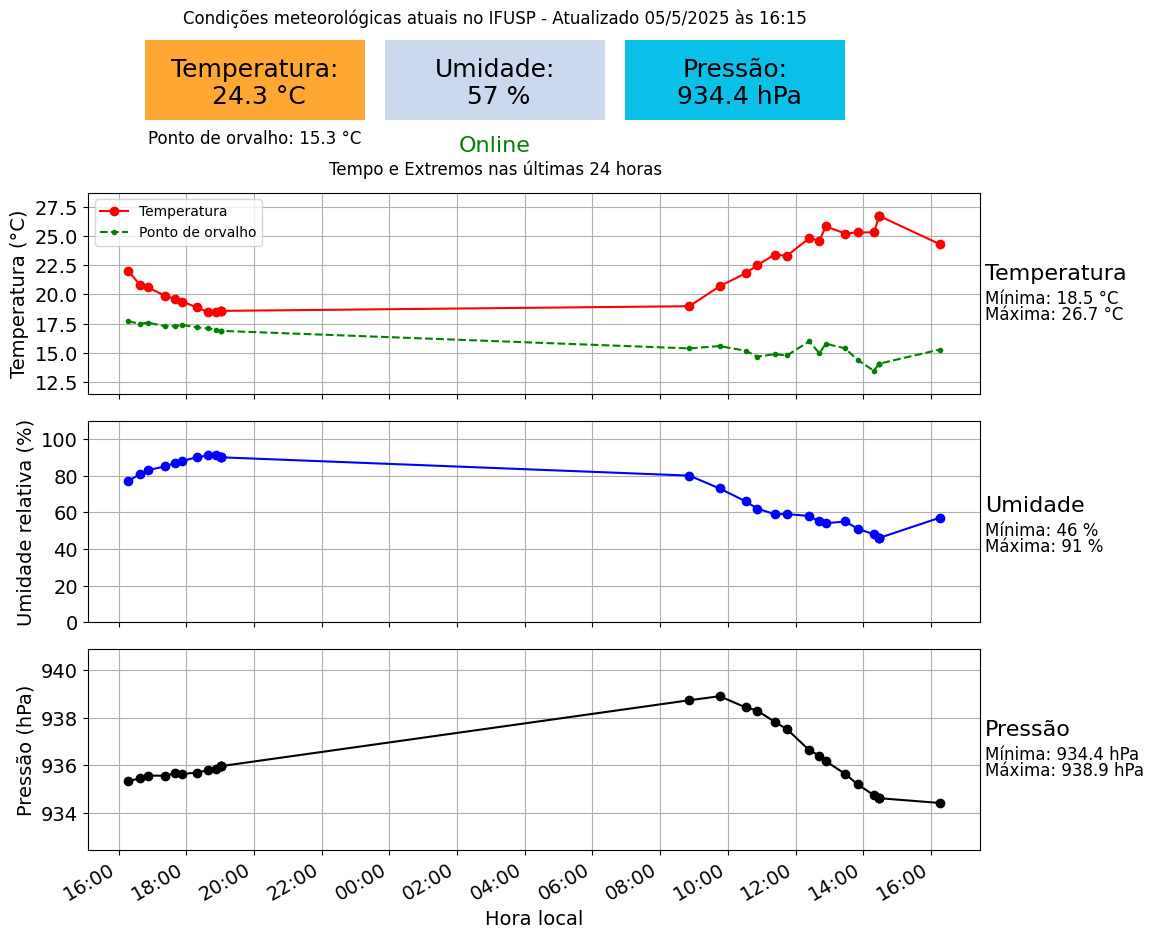 Condições meteorológicas atuais no IFUSP - Atualizado 05/5/2025 às 16:15
Temperatura:
24.3 °C
Umidade:
57 %
Pressão:
934.4 hPa
Ponto de orvalho: 15.3 °C
Online
Tempo e Extremos nas últimas 24 horas
Temperatura (°C)
27.5
25.0
22.5
20.0
17.5
15.0
12.5
Temperatura
Ponto de orvalho
Temperatura
Mínima: 18.5 °C
Máxima: 26.7 °C
Umidade relativa (%)
100
80
60
40
20
0
Umidade
Mínima: 46 %
Máxima: 91 %
Pressão (hPa)
940
938
936
934
Pressão
Mínima: 934.4 hPa
Máxima: 938.9 hPa
16:00
18:00
20:00
22:00
00:00
02:00
04:00
06:00
08:00
10:00
12:00
14:00
16:00
Hora local